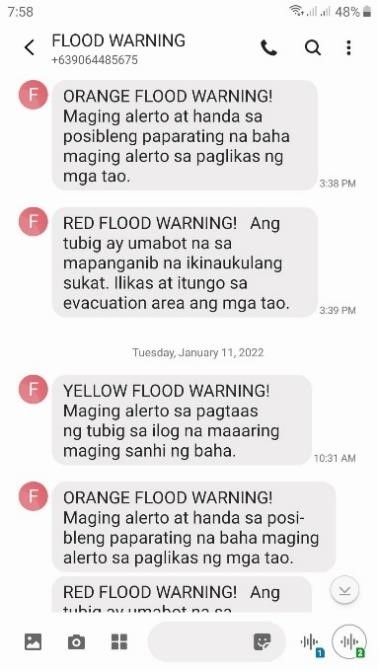 7:58
48%
FLOOD WARNING
+639064485675
F
ORANGE FLOOD WARNING!
Maging alerto at handa sa
posibleng paparating na baha
maging alerto sa paglikas ng
mga tao.
3:38 PM
F
RED FLOOD WARNING! Ang
tubig ay umabot na sa
mapanganib na ikinaukulang
sukat. Ilikas at itungo sa
evacuation area ang mga tao.
3:39 PM
Tuesday, January 11, 2022
F
YELLOW FLOOD WARNING!
Maging alerto sa pagtaas
ng tubig sa ilog na maaaring
maging sanhi ng baha.
10:31 AM
F
ORANGE FLOOD WARNING!
Maging alerto at handa sa posi-
bleng paparating na baha maging
alerto sa paglikas ng mga tao.
RED FLOOD WARNING! Ang
tubig ay umabot na sa
1
2